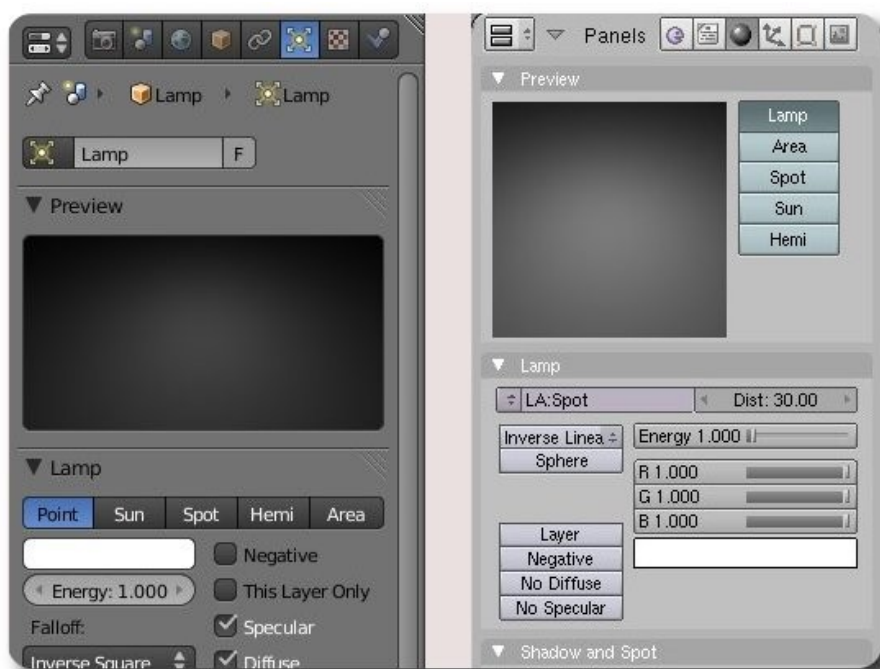 Lamp Lamp
Lamp F
Preview
Lamp
Point Sun Spot Hemi Area
Negative
Energy: 1.000 This Layer Only
Falloff: Specular
Inverse Square Diffuse
Panels
Preview
Lamp
Area
Spot
Sun
Hemi
Lamp
LA:Spot Dist: 30.00
Inverse Linea Energy 1.000
Sphere
R 1.000
G 1.000
B 1.000
Layer
Negative
No Diffuse
No Specular
Shadow and Spot